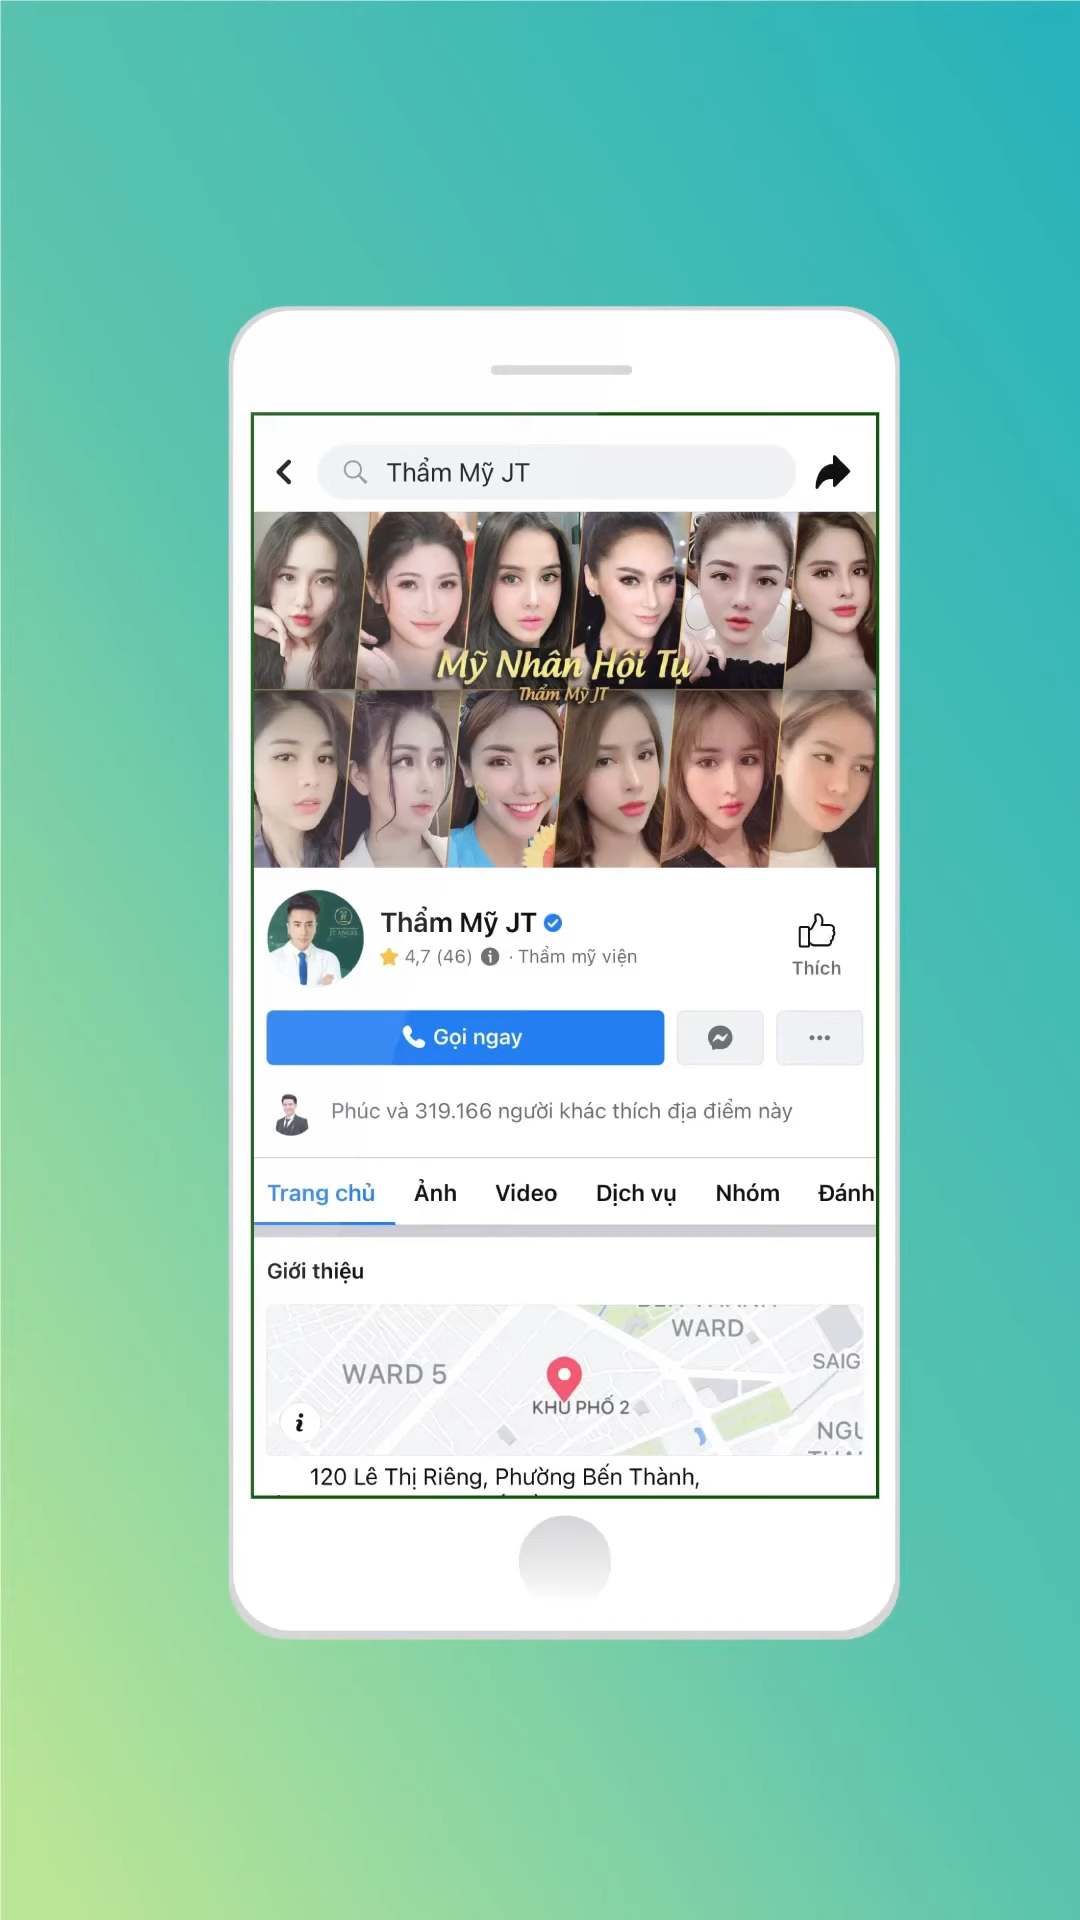 Thẩm Mỹ JT
Mỹ Nhân Hội Tụ
Thẩm Mỹ JT
JT ANGEL
Thẩm Mỹ JT
4,7 (46) · Thẩm mỹ viện
Thích
Gọi ngay
Phúc và 319.166 người khác thích địa điểm này
Trang chủ Ảnh Video Dịch vụ Nhóm Đánh
Giới thiệu
WARD
WARD 5
SAIG
KHU PHỐ 2
NGU
120 Lê Thị Riêng, Phường Bến Thành,